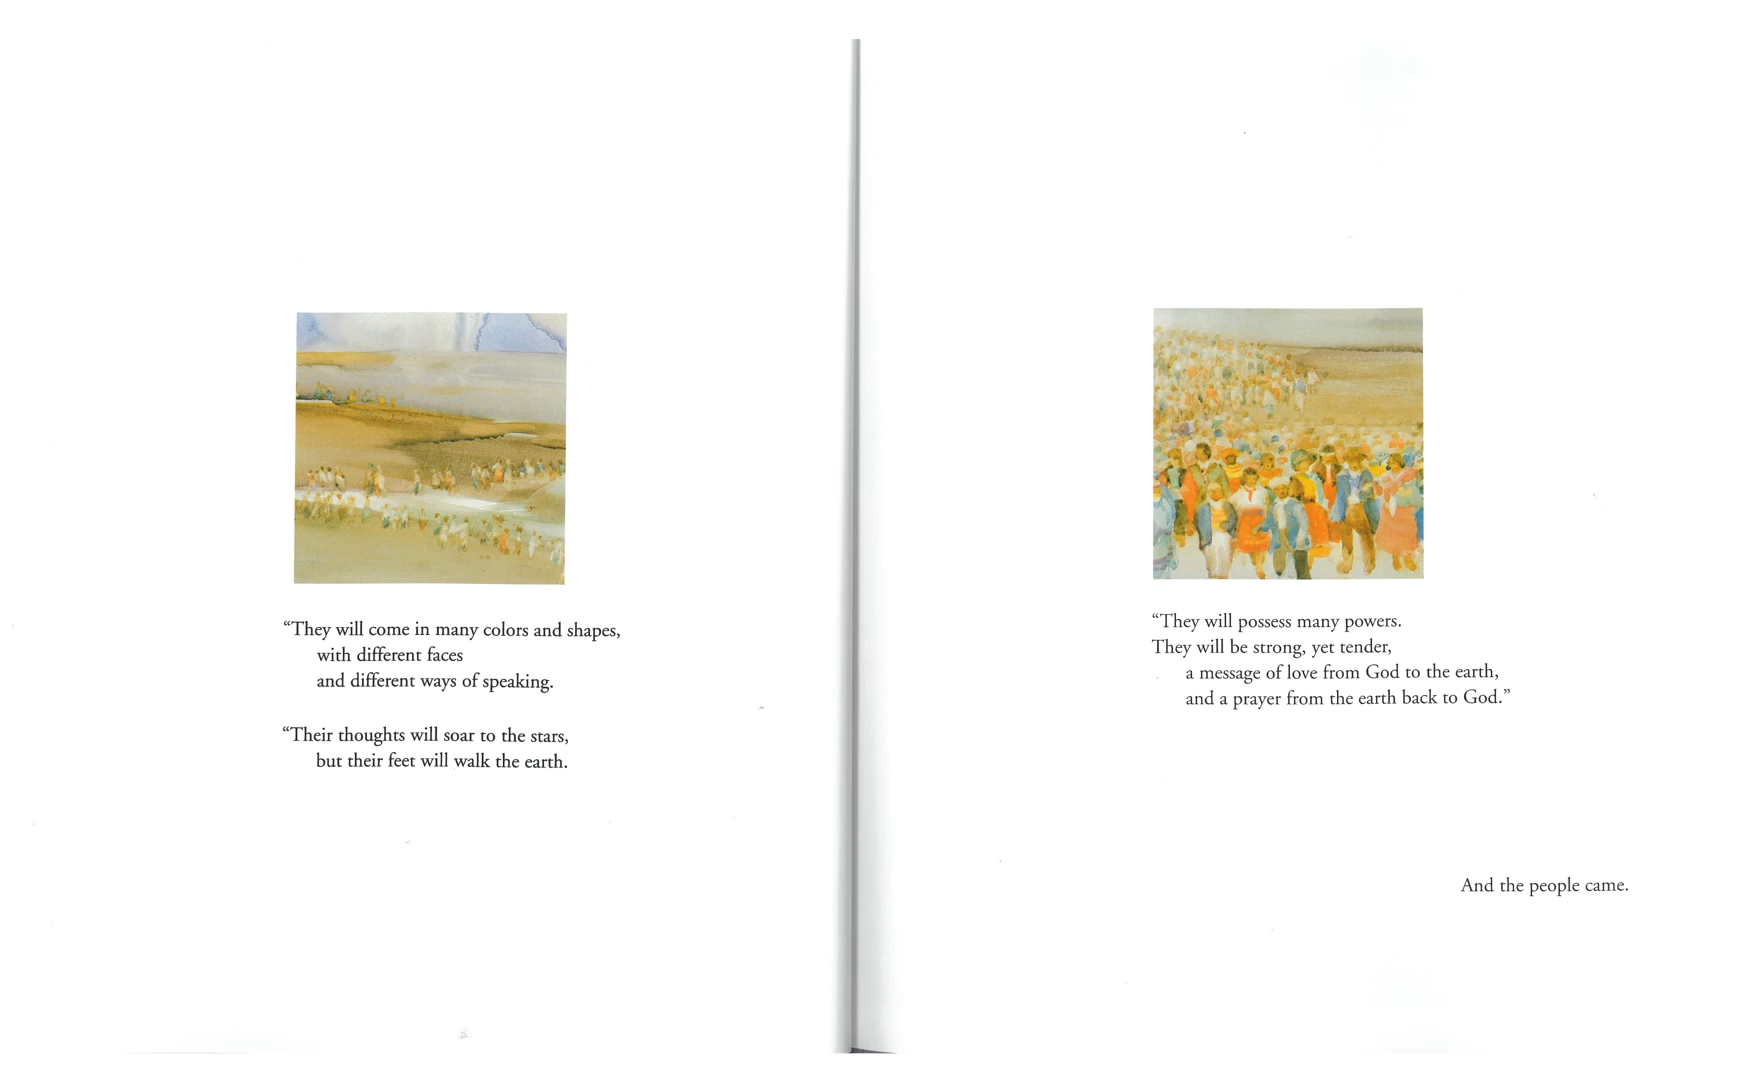 “They will come in many colors and shapes,
with different faces
and different ways of speaking.
“Their thoughts will soar to the stars,
but their feet will walk the earth.
“They will possess many powers.
They will be strong, yet tender,
a message of love from God to the earth,
and a prayer from the earth back to God.”
And the people came.